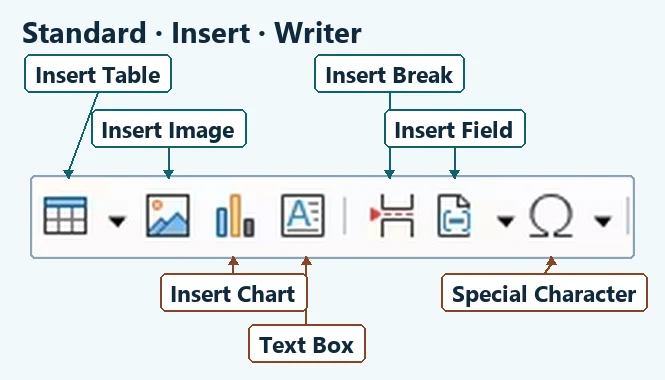 Standard · Insert · Writer
Insert Table
Insert Break
Insert Image
Insert Field
Insert Chart
Special Character
Text Box